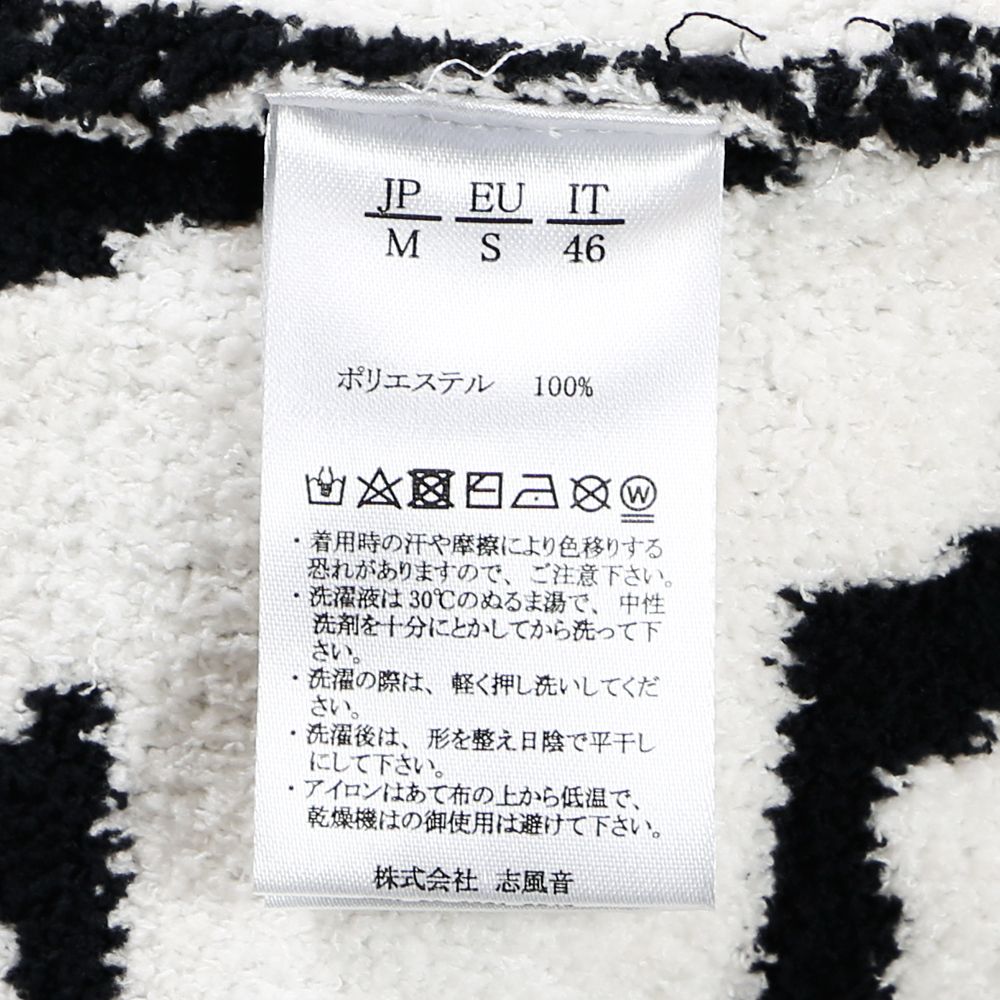 JP EU IT
M S 46
ポリエステル 100%
W
・着用時の汗や摩擦により色移りする
恐れがありますので、ご注意下さい。
・洗濯液は30℃のぬるま湯で、中性
洗剤を十分にとかしてから洗って下
さい。
・洗濯の際は、軽く押し洗いしてくだ
さい。
・洗濯後は、形を整え日陰で平干し
にして下さい。
・アイロンはあて布の上から低温で、
乾燥機はの御使用は避けて下さい。
株式会社 志風音